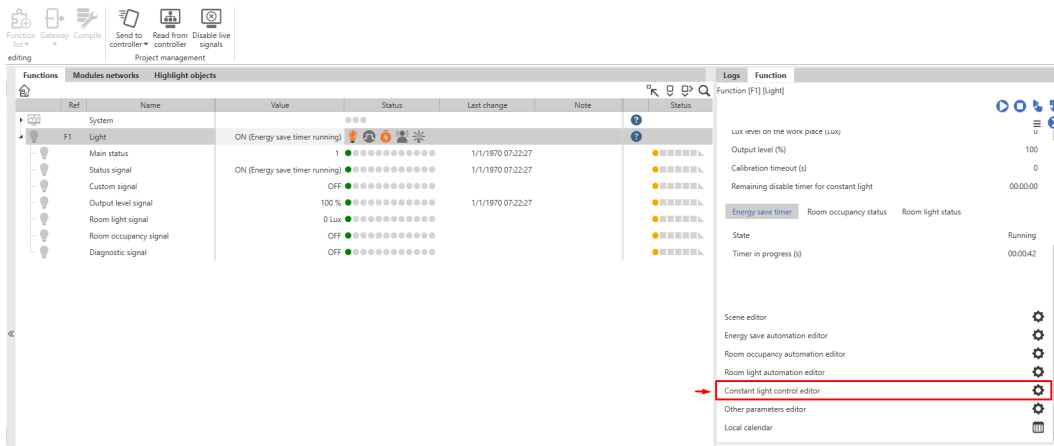 Function list
Gateway
Compile
Send to controller
Read from controller
Disable live signals
editing
Project management
Functions Modules networks Highlight objects
Ref Name Value Status Last change Note Status
System
F1 Light ON (Energy save timer running)
Main status 1 1/1/1970 07:22:27
Status signal ON (Energy save timer running) 1/1/1970 07:22:27
Custom signal OFF
Output level signal 100 % 1/1/1970 07:22:27
Room light signal 0 Lux
Room occupancy signal OFF
Diagnostic signal OFF
Logs Function
Function [F1] [Light]
Lux level on the work place (Lux) 0
Output level (%) 100
Calibration timeout (s) 0
Remaining disable timer for constant light 00:00:00
Energy save timer Room occupancy status Room light status
State Running
Timer in progress (s) 00:00:42
Scene editor
Energy save automation editor
Room occupancy automation editor
Room light automation editor
Constant light control editor
Other parameters editor
Local calendar